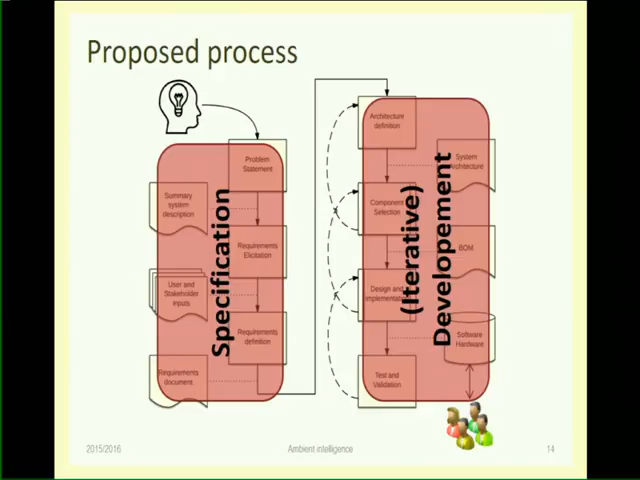 Proposed process
Problem
Statement
Summary
system
description
Requirements
Elicitation
User and
Stakeholder
inputs
Requirements
definition
Requirements
document
Specification
Architecture
definition
System
Architecture
Component
Selection
BOM
Design and
implementation
Software
Hardware
Test and
Validation
(Iterative)
Developement
2015/2016
Ambient intelligence
14